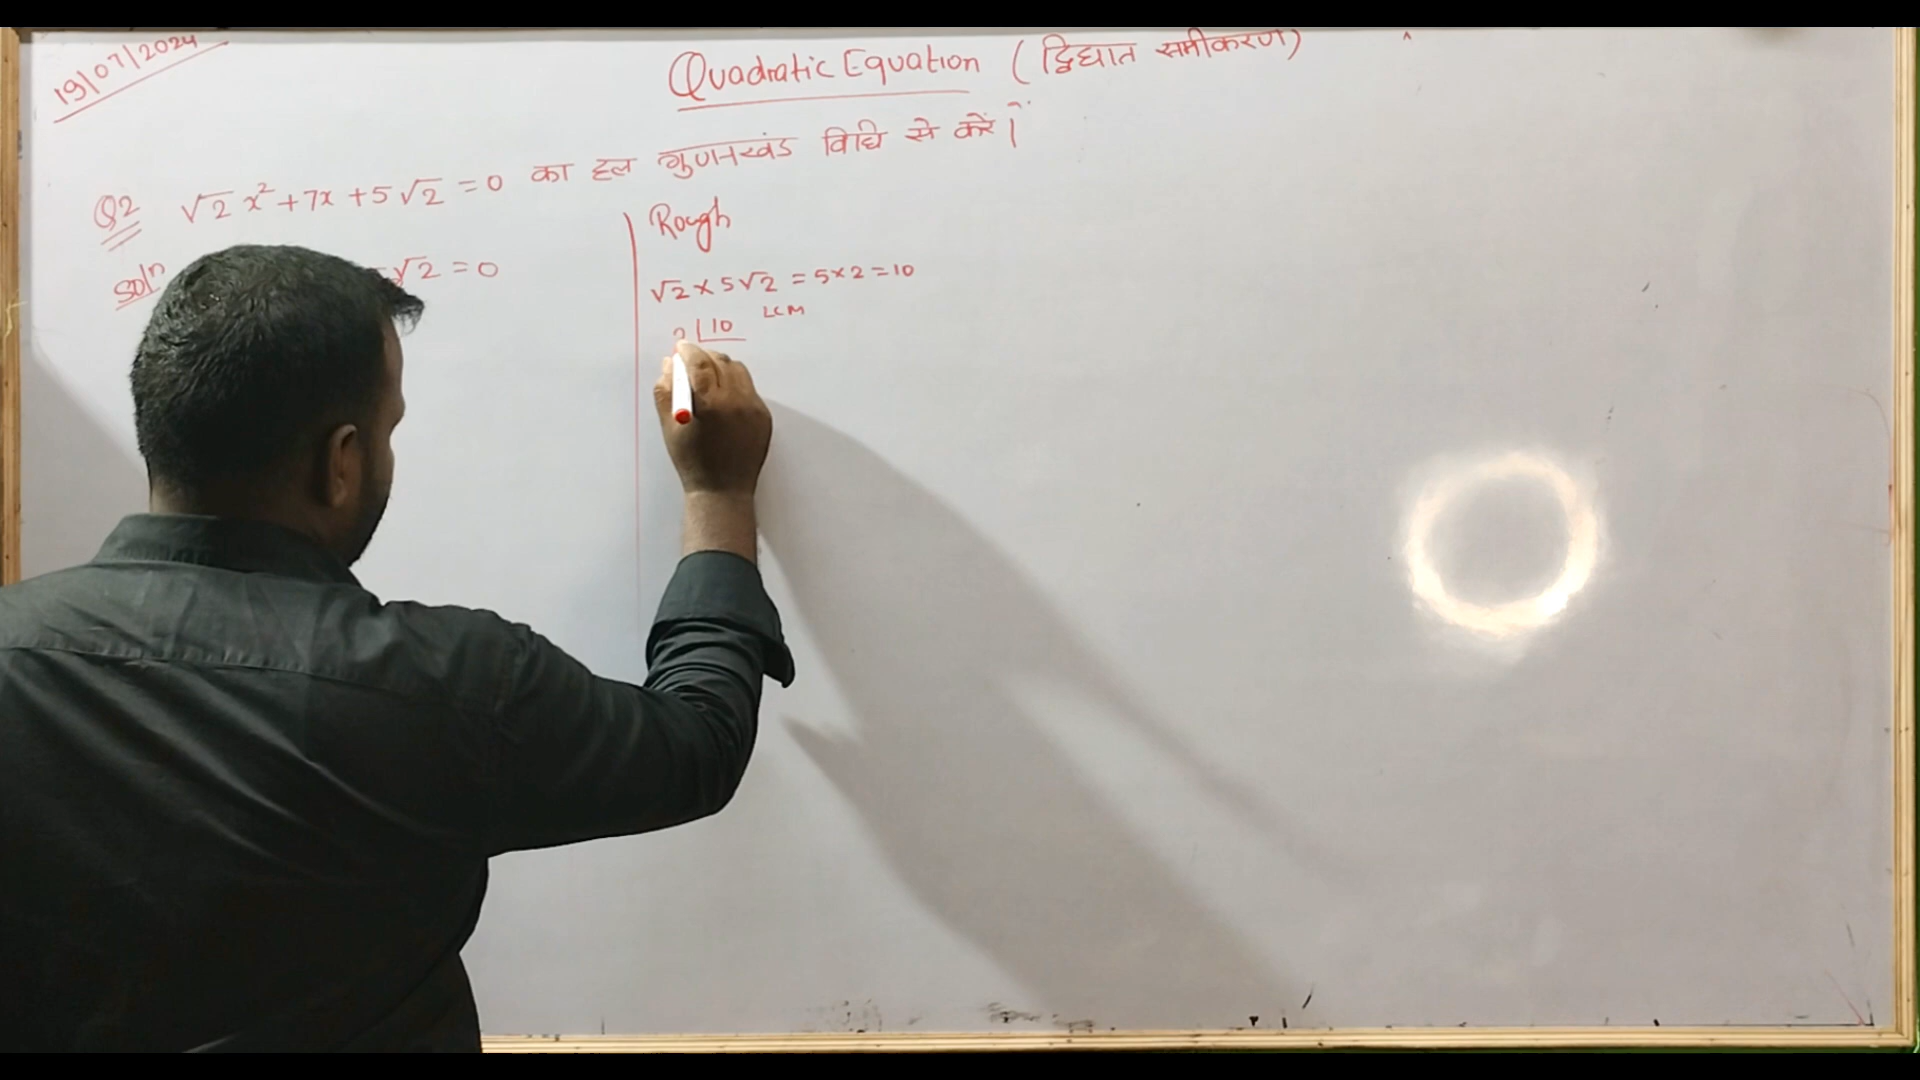 19/07/2024
Quadratic Equation (द्विघात समीकरण)
Q2 √2 x² + 7x + 5√2 = 0 का हल गुणनखंड विधि से करें।
Solⁿ √2 = 0
Rough
√2 × 5√2 = 5×2 = 10
LCM
2 | 10